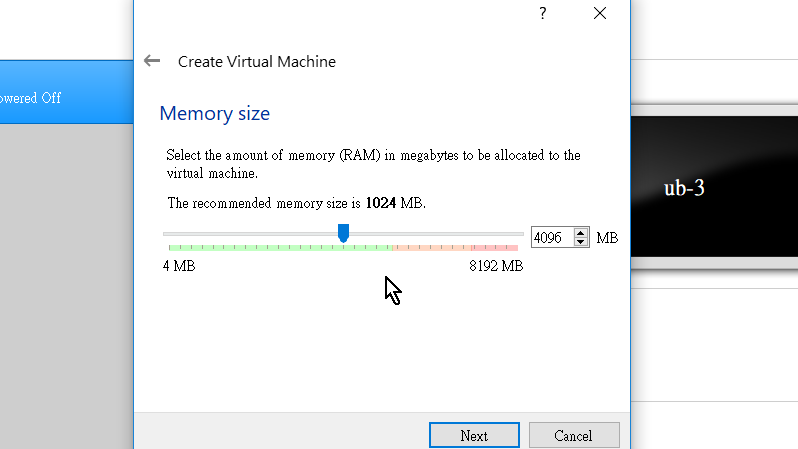 ?
Create Virtual Machine
owered Off
Memory size
Select the amount of memory (RAM) in megabytes to be allocated to the
virtual machine.
The recommended memory size is 1024 MB.
4096 MB
4 MB 8192 MB
ub-3
Next Cancel